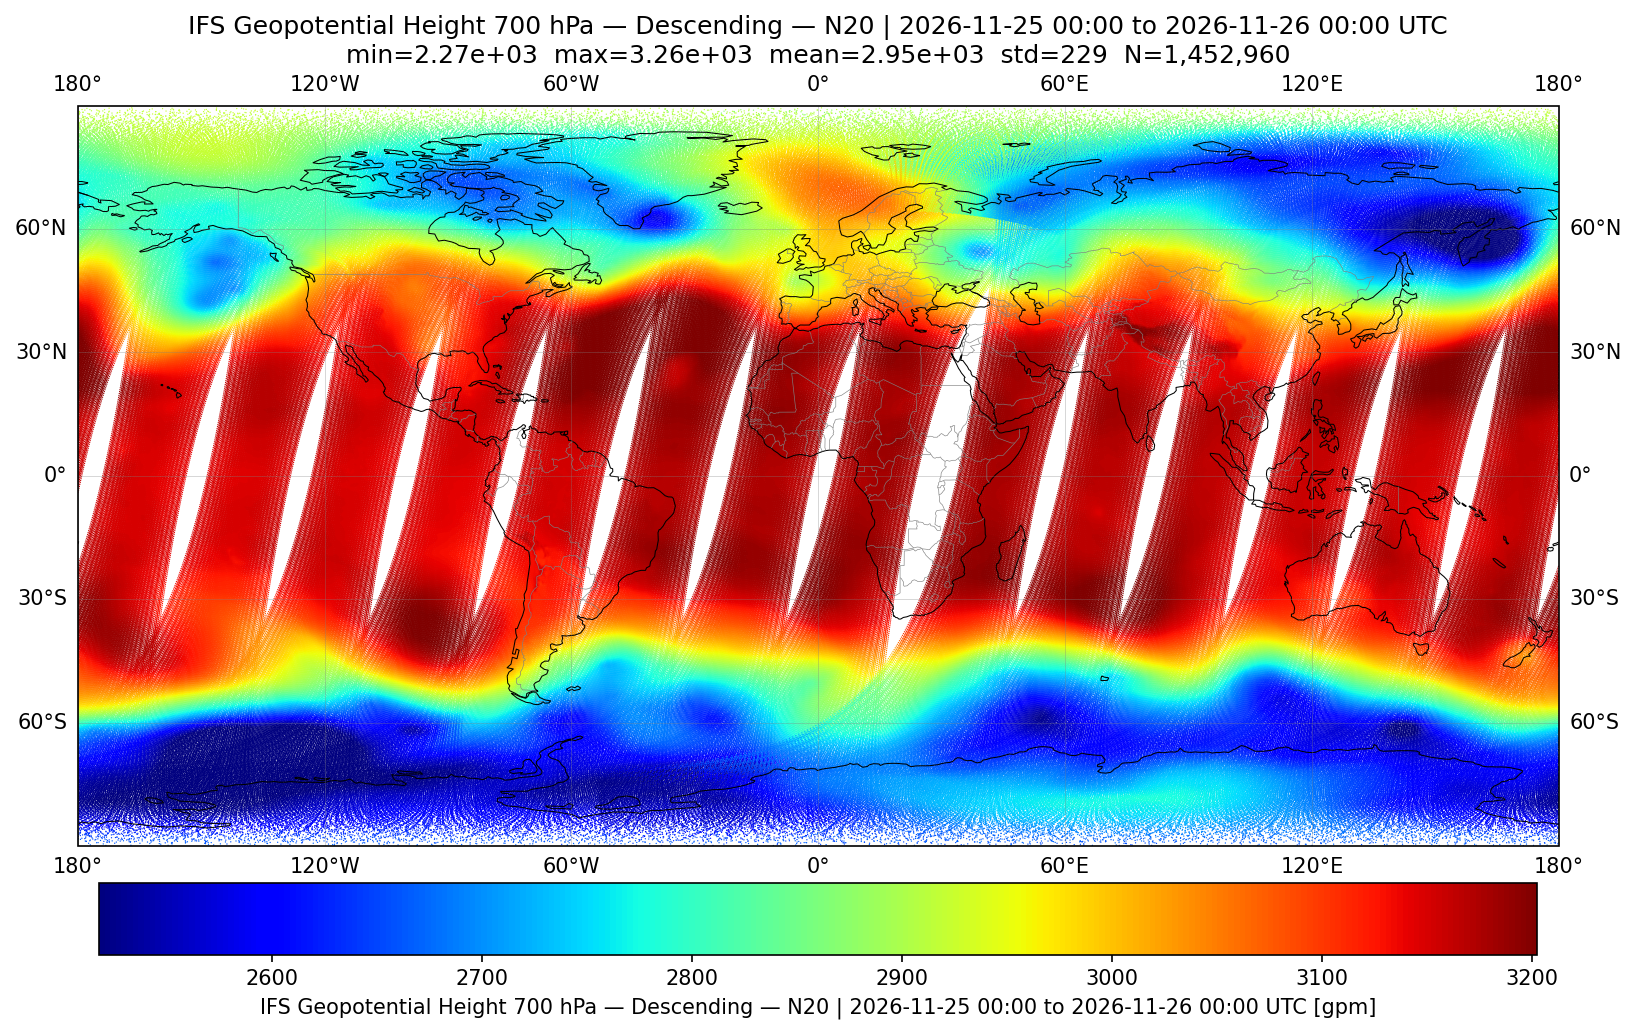 IFS Geopotential Height 700 hPa — Descending — N20 | 2026-11-25 00:00 to 2026-11-26 00:00 UTC
min=2.27e+03 max=3.26e+03 mean=2.95e+03 std=229 N=1,452,960
180° 120°W 60°W 0° 60°E 120°E 180°
60°N 60°N
30°N 30°N
0° 0°
30°S 30°S
60°S 60°S
180° 120°W 60°W 0° 60°E 120°E 180°
2600 2700 2800 2900 3000 3100 3200
IFS Geopotential Height 700 hPa — Descending — N20 | 2026-11-25 00:00 to 2026-11-26 00:00 UTC [gpm]